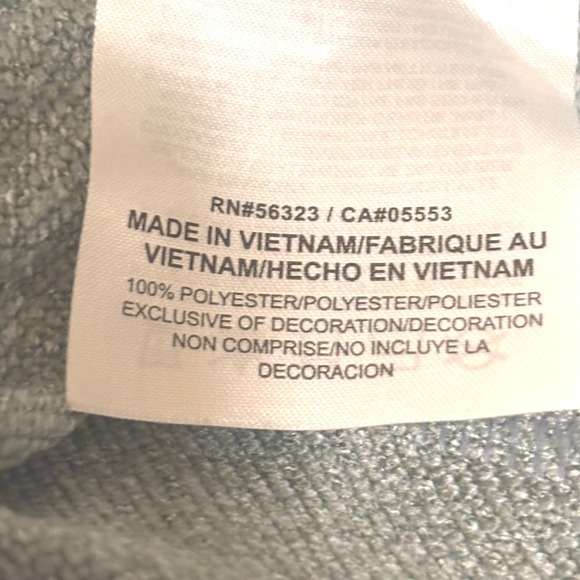 RN#56323 / CA#05553
MADE IN VIETNAM/FABRIQUE AU
VIETNAM/HECHO EN VIETNAM
100% POLYESTER/POLYESTER/POLIESTER
EXCLUSIVE OF DECORATION/DECORATION
NON COMPRISE/NO INCLUYE LA
DECORACION